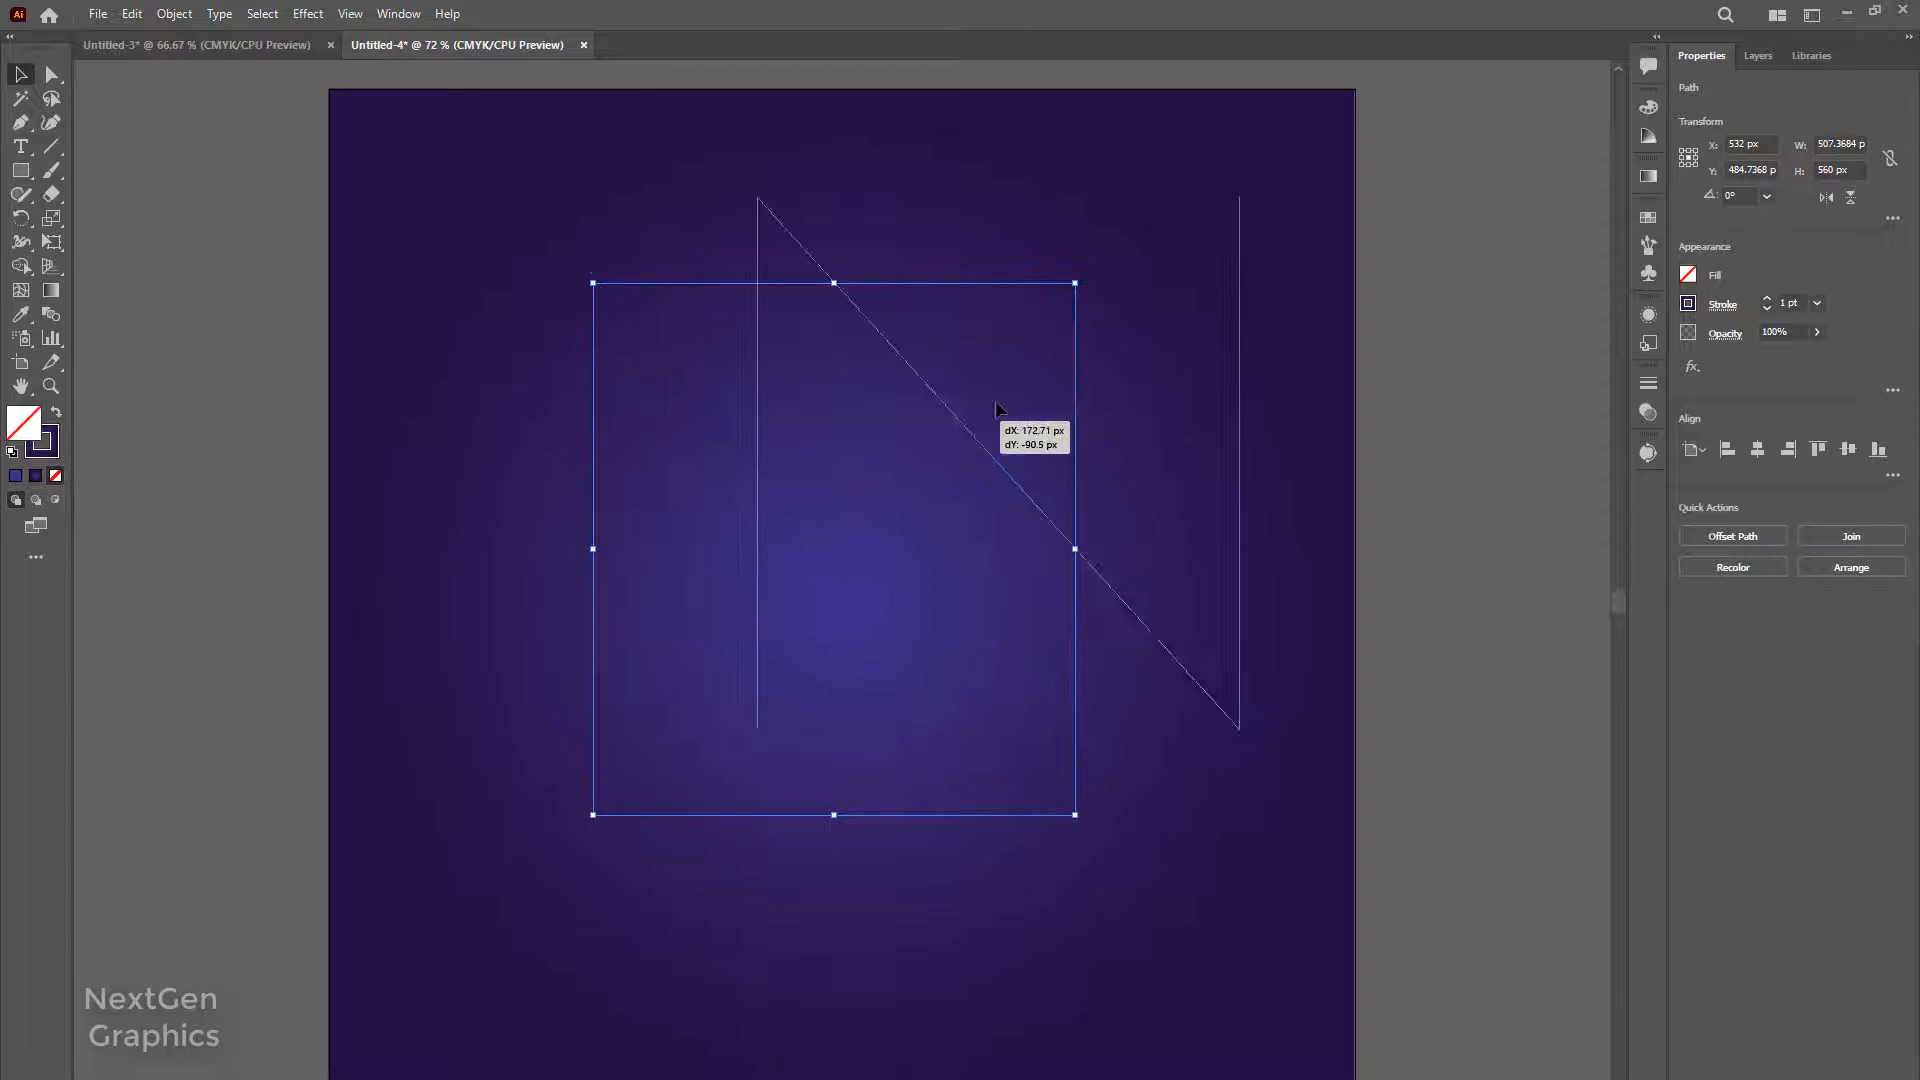 Ai
File Edit Object Type Select Effect View Window Help
Untitled-3* @ 66.67 % (CMYK/CPU Preview) ×
Untitled-4* @ 72 % (CMYK/CPU Preview) ×
Properties Layers Libraries
Path
Transform
X: 532 px W: 507.3684 p
Y: 484.7368 p H: 560 px
0°
Appearance
Fill
Stroke 1 pt
Opacity 100%
fx.
Align
Quick Actions
Offset Path Join
Recolor Arrange
dX: 172.71 px
dY: -90.5 px
NextGen
Graphics